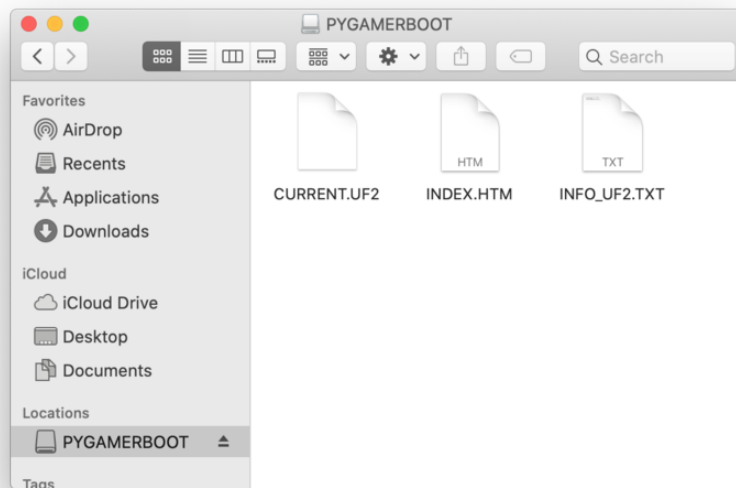 PYGAMERBOOT
Search
Favorites
AirDrop
Recents
Applications
Downloads
iCloud
iCloud Drive
Desktop
Documents
Locations
PYGAMERBOOT
Tags
HTM
TXT
CURRENT.UF2
INDEX.HTM
INFO_UF2.TXT